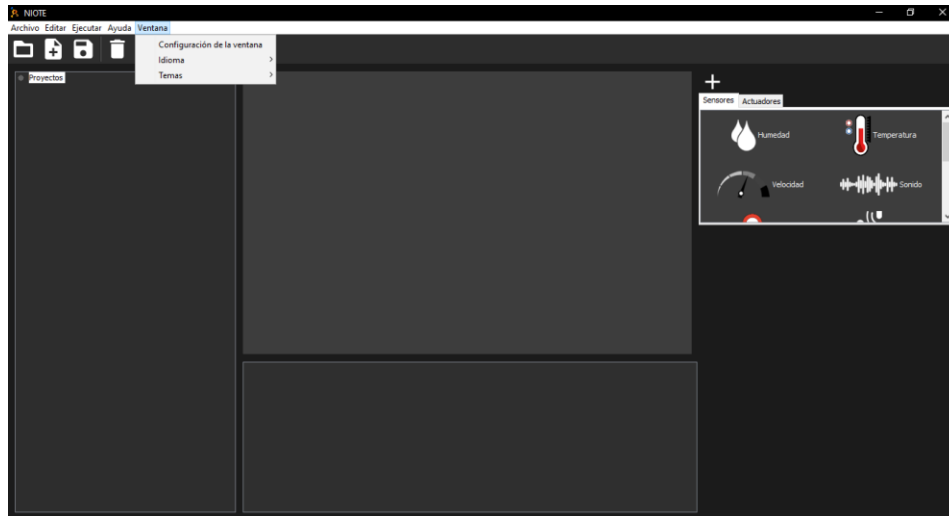 NIOTE
Archivo Editar Ejecutar Ayuda Ventana
Configuración de la ventana
Idioma
Temas
Proyectos
Sensores Actuadores
Humedad Temperatura
Velocidad Sonido